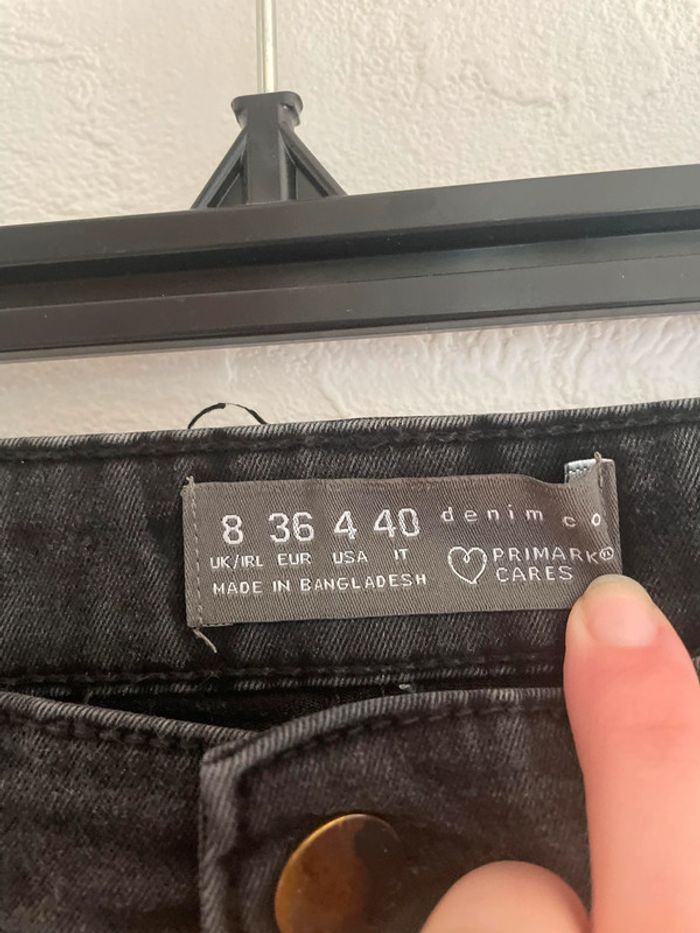 8 36 4 40
UK/IRL EUR USA IT
MADE IN BANGLADESH
denim co
PRIMARK®
CARES